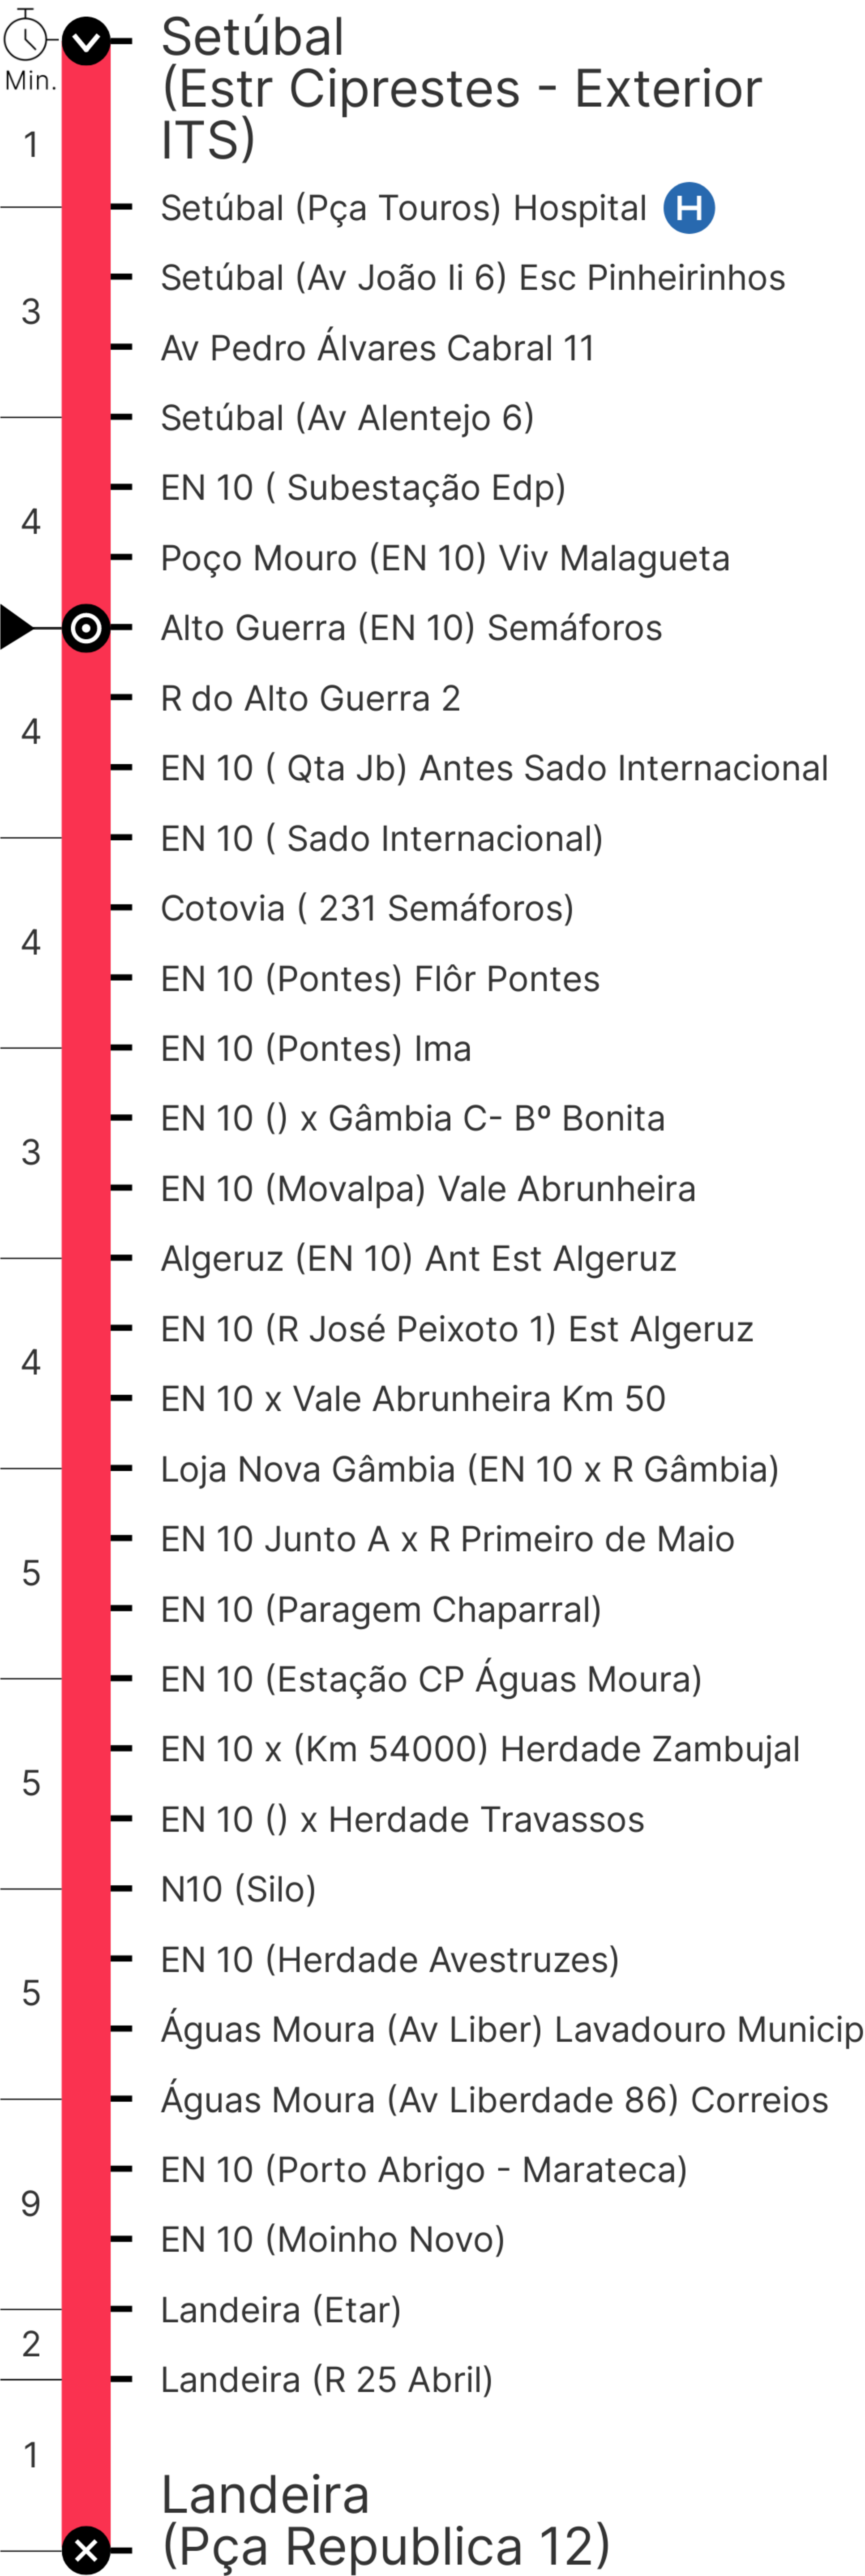 Setúbal
(Estr Ciprestes - Exterior
ITS)
Min.
1
Setúbal (Pça Touros) Hospital H
3
Setúbal (Av João Ii 6) Esc Pinheirinhos
Av Pedro Álvares Cabral 11
Setúbal (Av Alentejo 6)
4
EN 10 ( Subestação Edp)
Poço Mouro (EN 10) Viv Malagueta
Alto Guerra (EN 10) Semáforos
4
R do Alto Guerra 2
EN 10 ( Qta Jb) Antes Sado Internacional
EN 10 ( Sado Internacional)
4
Cotovia ( 231 Semáforos)
EN 10 (Pontes) Flôr Pontes
EN 10 (Pontes) Ima
3
EN 10 () x Gâmbia C- Bº Bonita
EN 10 (Movalpa) Vale Abrunheira
Algeruz (EN 10) Ant Est Algeruz
4
EN 10 (R José Peixoto 1) Est Algeruz
EN 10 x Vale Abrunheira Km 50
Loja Nova Gâmbia (EN 10 x R Gâmbia)
5
EN 10 Junto A x R Primeiro de Maio
EN 10 (Paragem Chaparral)
EN 10 (Estação CP Águas Moura)
5
EN 10 x (Km 54000) Herdade Zambujal
EN 10 () x Herdade Travassos
N10 (Silo)
5
EN 10 (Herdade Avestruzes)
Águas Moura (Av Liber) Lavadouro Municip
Águas Moura (Av Liberdade 86) Correios
9
EN 10 (Porto Abrigo - Marateca)
EN 10 (Moinho Novo)
Landeira (Etar)
2
Landeira (R 25 Abril)
1
Landeira
(Pça Republica 12)